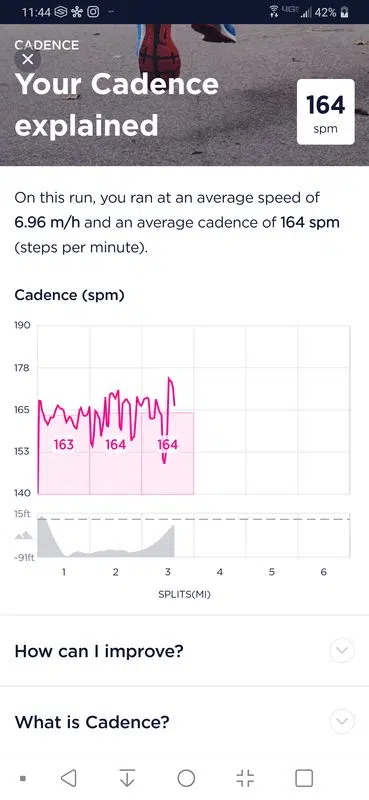 11:44
4G
42%
CADENCE
Your Cadence
explained
164
spm
On this run, you ran at an average speed of
6.96 m/h and an average cadence of 164 spm
(steps per minute).
Cadence (spm)
190
178
165
153
140
163 164 164
15ft
-91ft
1 2 3 4 5 6
SPLITS(MI)
How can I improve?
What is Cadence?